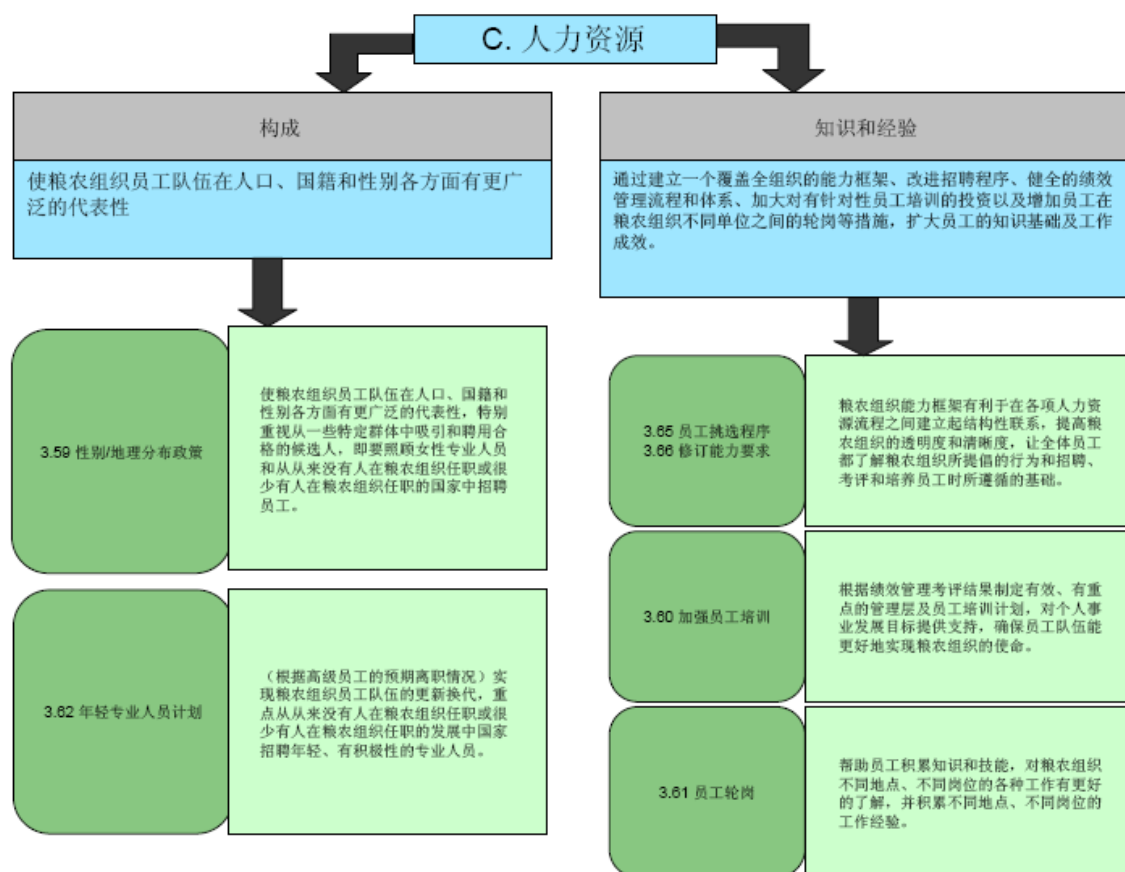 C. 人力资源
构成
使粮农组织员工队伍在人口、国籍和性别各方面有更广
泛的代表性
3.59 性别/地理分布政策
使粮农组织员工队伍在人口、国籍和
性别各方面有更广泛的代表性，特别
重视从一些特定群体中吸引和聘用合
格的候选人，即要照顾女性专业人员
和从从来没有人在粮农组织任职或很
少有人在粮农组织任职的国家中招聘
员工。
3.62 年轻专业人员计划
（根据高级员工的预期离职情况）实
现粮农组织员工队伍的更新换代，重
点从从来没有人在粮农组织任职或很
少有人在粮农组织任职的发展中国家
招聘年轻、有积极性的专业人员。
知识和经验
通过建立一个覆盖全组织的能力框架、改进招聘程序、健全的绩效
管理流程和体系、加大对有针对性员工培训的投资以及增加员工在
粮农组织不同单位之间的轮岗等措施，扩大员工的知识基础及工作
成效。
3.65 员工挑选程序
3.66 修订能力要求
粮农组织能力框架有利于在各项人力资
源流程之间建立起结构性联系，提高粮
农组织的透明度和清晰度，让全体员工
都了解粮农组织所提倡的行为和招聘、
考评和培养员工时所遵循的基础。
3.60 加强员工培训
根据绩效管理考评结果制定有效、有重
点的管理层及员工培训计划，对个人事
业发展目标提供支持，确保员工队伍能
更好地实现粮农组织的使命。
3.61 员工轮岗
帮助员工积累知识和技能，对粮农组织
不同地点、不同岗位的各种工作有更好
的了解，并积累不同地点、不同岗位的
工作经验。